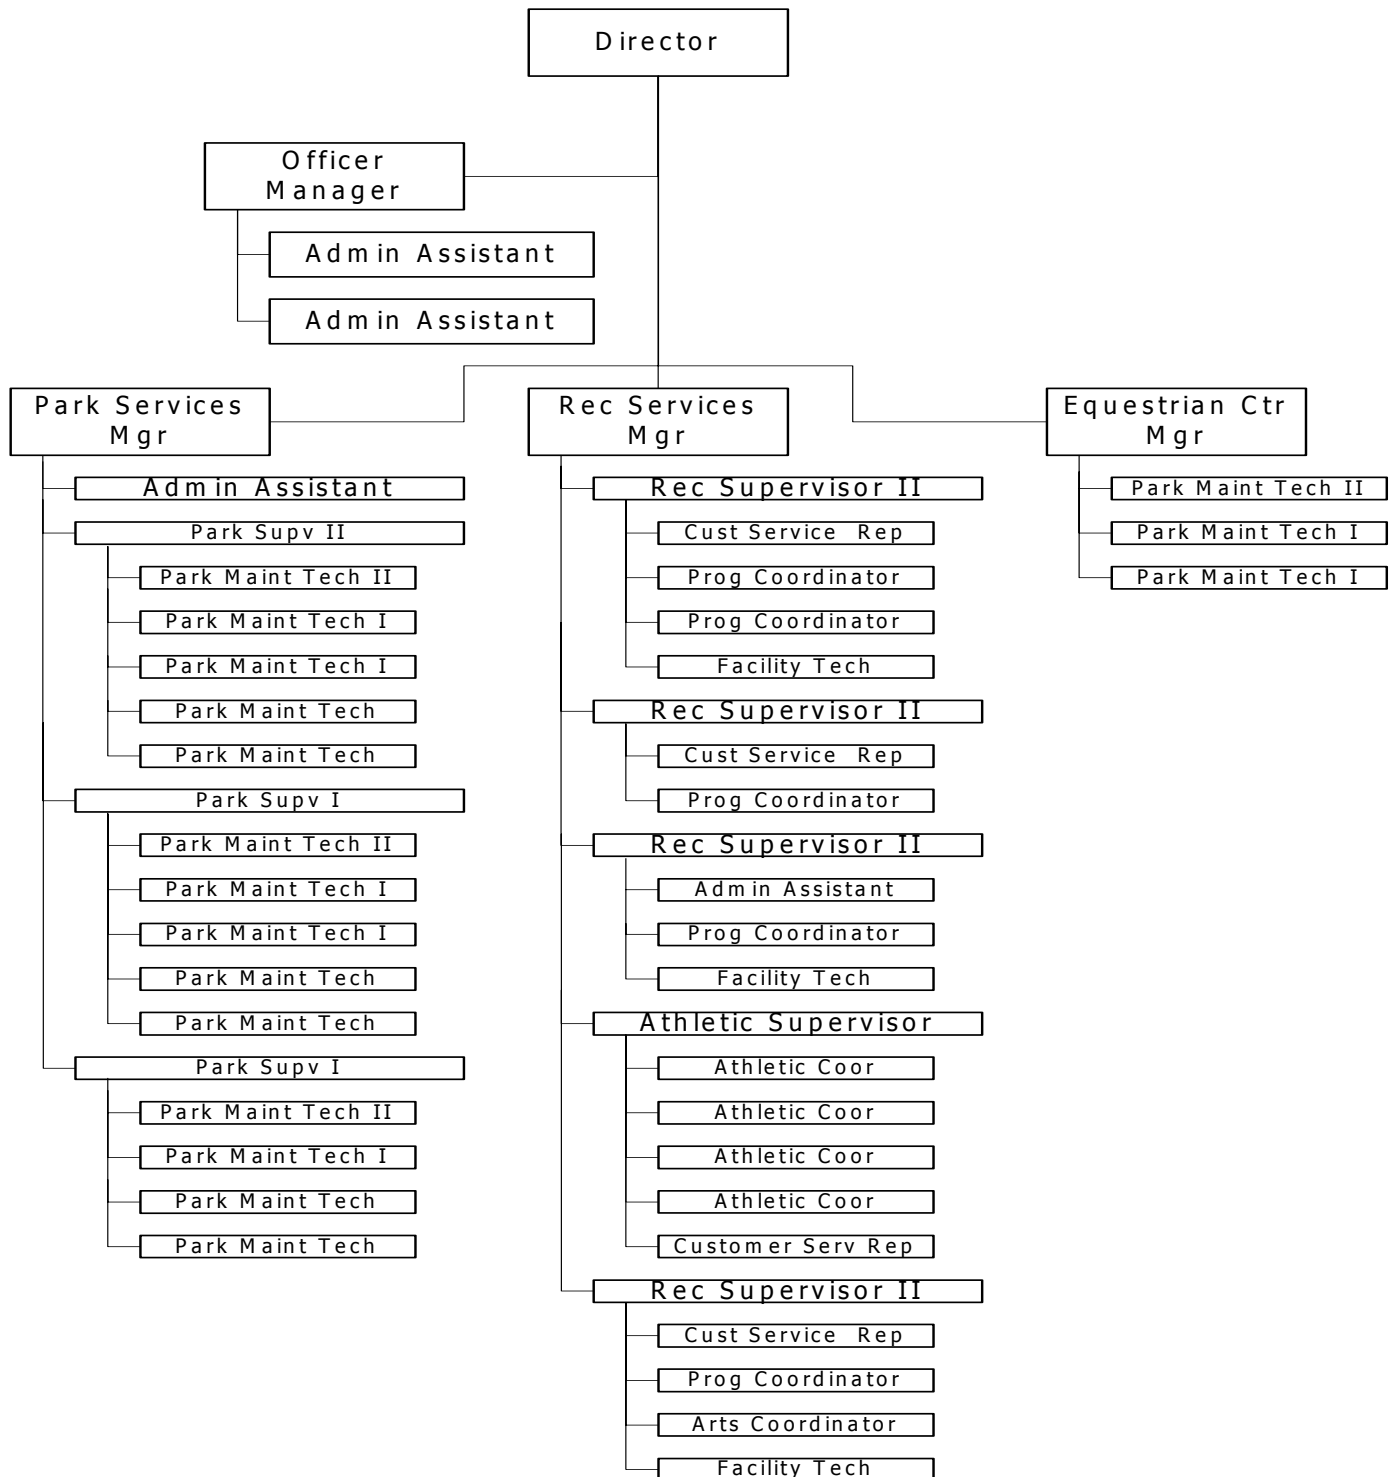 Director
Officer
Manager
Admin Assistant
Admin Assistant
Park Services
Mgr
Admin Assistant
Park Supv II
Park Maint Tech II
Park Maint Tech I
Park Maint Tech I
Park Maint Tech
Park Maint Tech
Park Supv I
Park Maint Tech II
Park Maint Tech I
Park Maint Tech I
Park Maint Tech
Park Maint Tech
Park Supv I
Park Maint Tech II
Park Maint Tech I
Park Maint Tech
Park Maint Tech
Rec Services
Mgr
Rec Supervisor II
Cust Service Rep
Prog Coordinator
Prog Coordinator
Facility Tech
Rec Supervisor II
Cust Service Rep
Prog Coordinator
Rec Supervisor II
Admin Assistant
Prog Coordinator
Facility Tech
Athletic Supervisor
Athletic Coor
Athletic Coor
Athletic Coor
Athletic Coor
Customer Serv Rep
Rec Supervisor II
Cust Service Rep
Prog Coordinator
Arts Coordinator
Facility Tech
Equestrian Ctr
Mgr
Park Maint Tech II
Park Maint Tech I
Park Maint Tech I